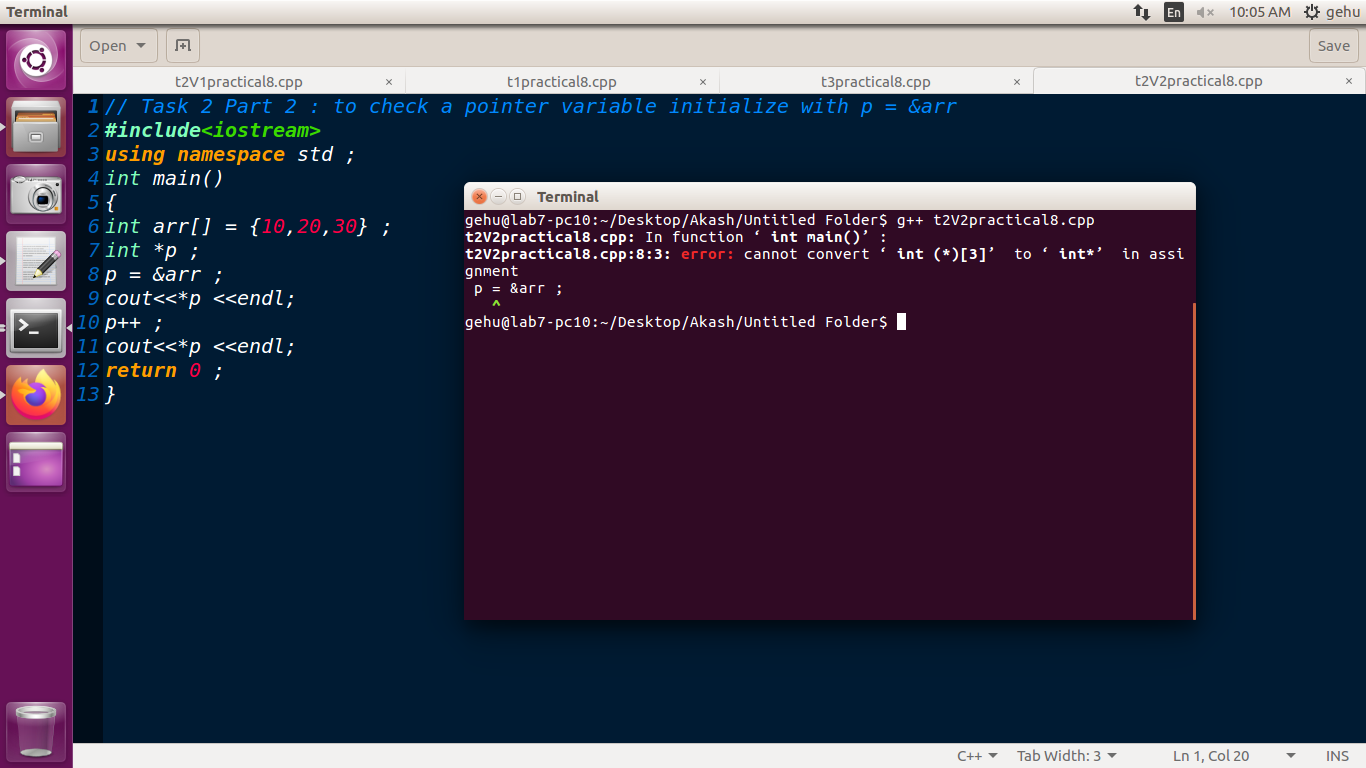 Terminal
En
10:05 AM
gehu
Open
Save
t2V1practical8.cpp
t1practical8.cpp
t3practical8.cpp
t2V2practical8.cpp
1 // Task 2 Part 2 : to check a pointer variable initialize with p = &arr
2 #include<iostream>
3 using namespace std ;
4 int main()
5 {
6 int arr[] = {10,20,30} ;
7 int *p ;
8 p = &arr ;
9 cout<<*p <<endl;
10 p++ ;
11 cout<<*p <<endl;
12 return 0 ;
13 }
Terminal
gehu@lab7-pc10:~/Desktop/Akash/Untitled Folder$ g++ t2V2practical8.cpp
t2V2practical8.cpp: In function ‘ int main()’ :
t2V2practical8.cpp:8:3: error: cannot convert ‘ int (*)[3]’  to ‘ int*’  in assi
gnment
 p = &arr ;
   ^
gehu@lab7-pc10:~/Desktop/Akash/Untitled Folder$
C++
Tab Width: 3
Ln 1, Col 20
INS